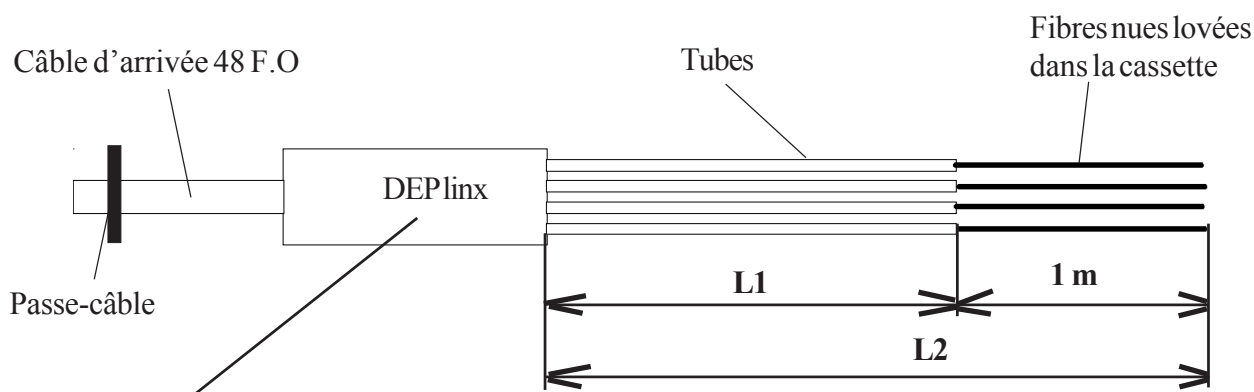 Câble d’arrivée 48 F.O
Tubes
Fibres nues lovées
dans la cassette
DEPlinx
Passe-câble
L1
1 m
L2